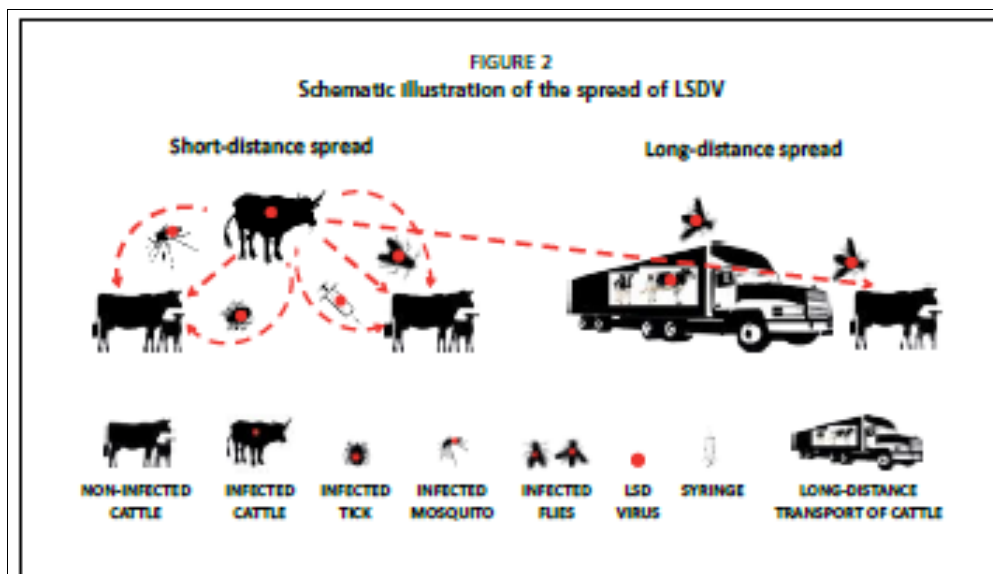 FIGURE 2
Schematic illustration of the spread of LSDV
Short-distance spread
Long-distance spread
NON-INFECTED
CATTLE
INFECTED
CATTLE
INFECTED
TICK
INFECTED
MOSQUITO
INFECTED
FLIES
LSD
VIRUS
SYRINGE
LONG-DISTANCE
TRANSPORT OF CATTLE